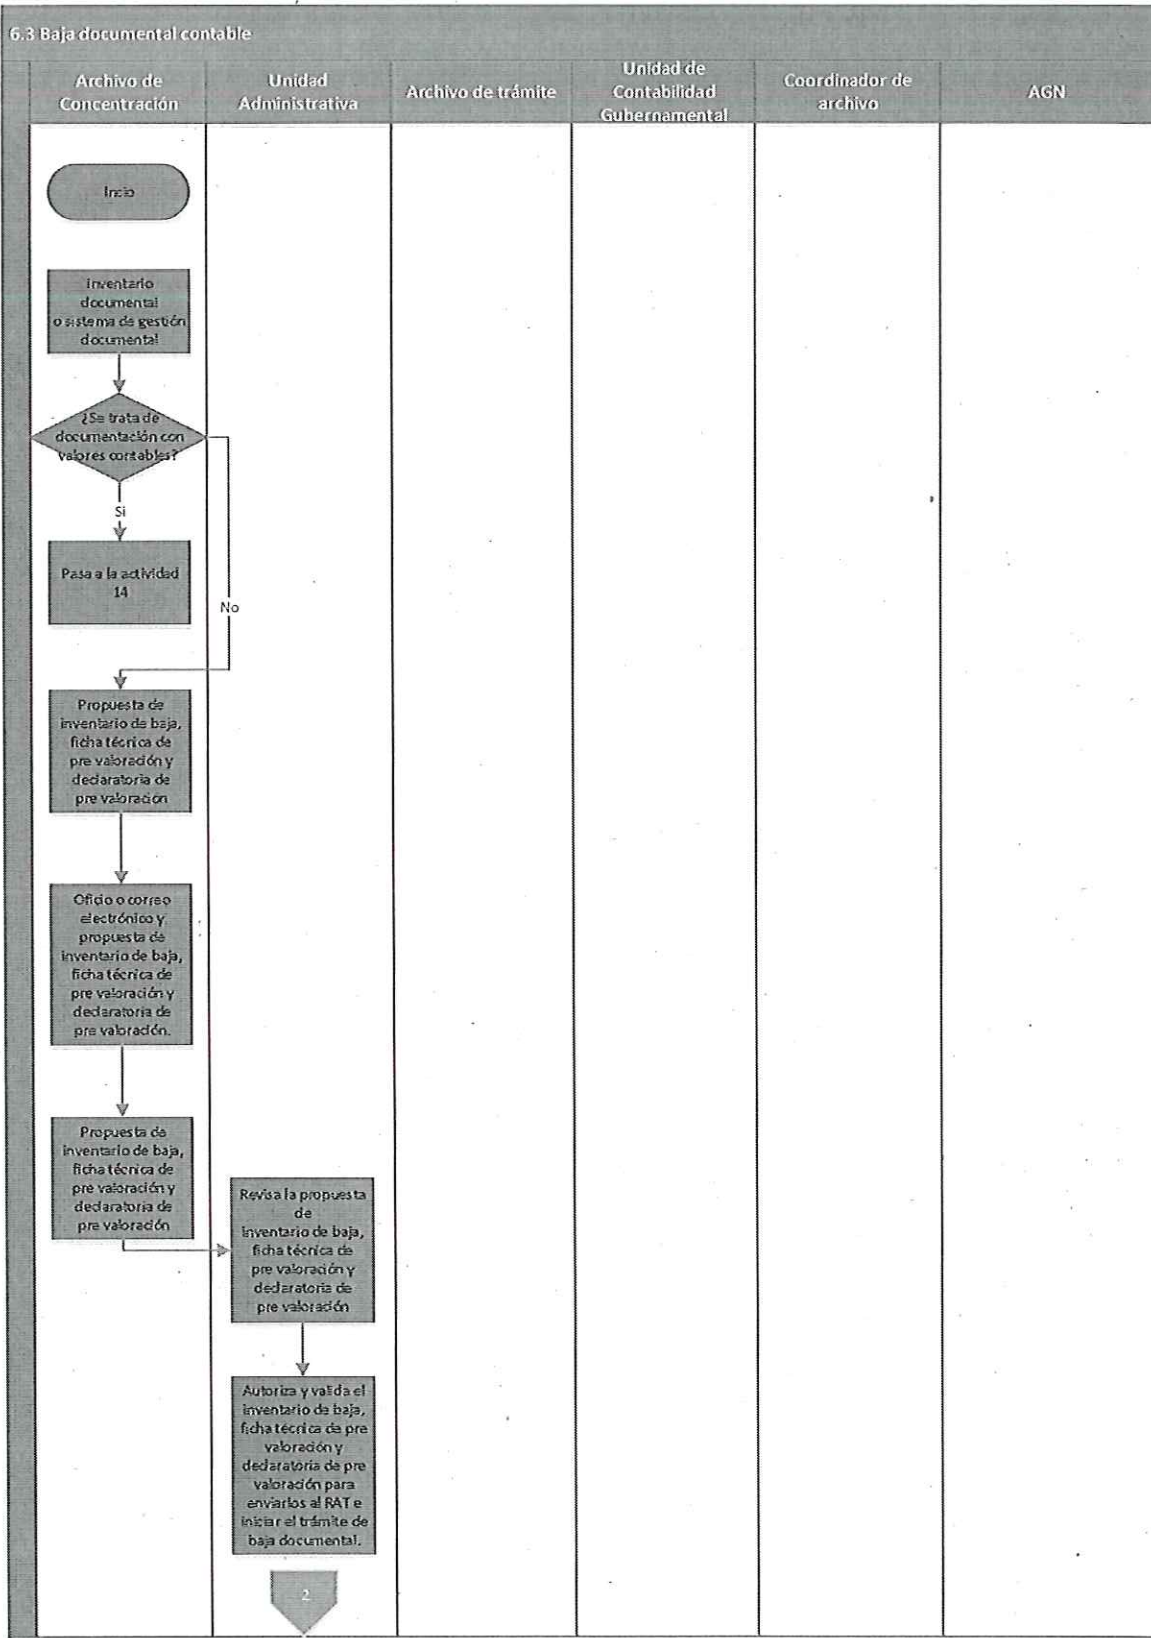 6.3 Baja documental contable
Archivo de
Concentración
Unidad
Administrativa
Archivo de trámite
Unidad de
Contabilidad
Gubernamental
Coordinador de
archivo
AGN
Inicio
Inventario
documental
o sistema de gestión
documental
¿Se trata de
documentación con
valores contables?
Si
Pasa a la actividad
14
No
Propuesta de
inventario de baja,
ficha técnica de
pre valoración y
declaratoria de
pre valoración
Oficio o correo
electrónico y
propuesta de
inventario de baja,
ficha técnica de
pre valoración y
declaratoria de
pre valoración.
Propuesta de
inventario de baja,
ficha técnica de
pre valoración y
declaratoria de
pre valoración
Revisa la propuesta
de
inventario de baja,
ficha técnica de
pre valoración y
declaratoria de
pre valoración
Autoriza y valida el
inventario de baja,
ficha técnica de pre
valoración y
declaratoria de pre
valoración para
enviarlos al RAT e
iniciar el trámite de
baja documental.
2